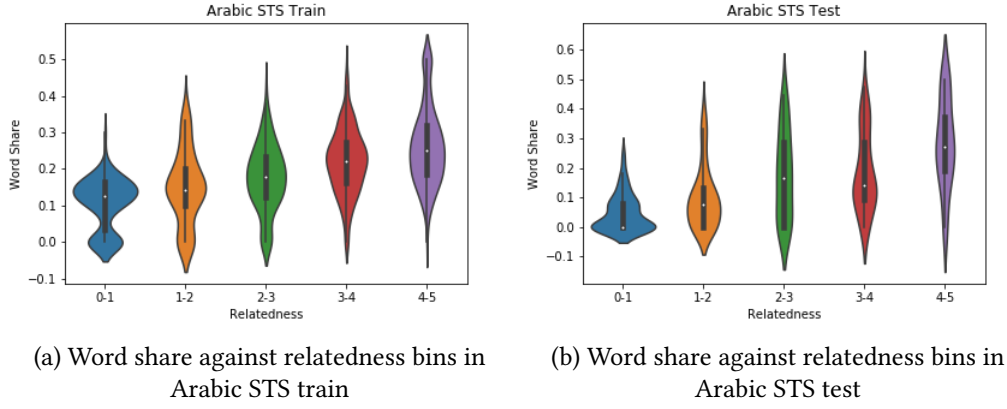 Arabic STS Train
Word Share
0.5
0.4
0.3
0.2
0.1
0.0
−0.1
0-1 1-2 2-3 3-4 4-5
Relatedness
(a) Word share against relatedness bins in
Arabic STS train
Arabic STS Test
Word Share
0.6
0.5
0.4
0.3
0.2
0.1
0.0
−0.1
0-1 1-2 2-3 3-4 4-5
Relatedness
(b) Word share against relatedness bins in
Arabic STS test